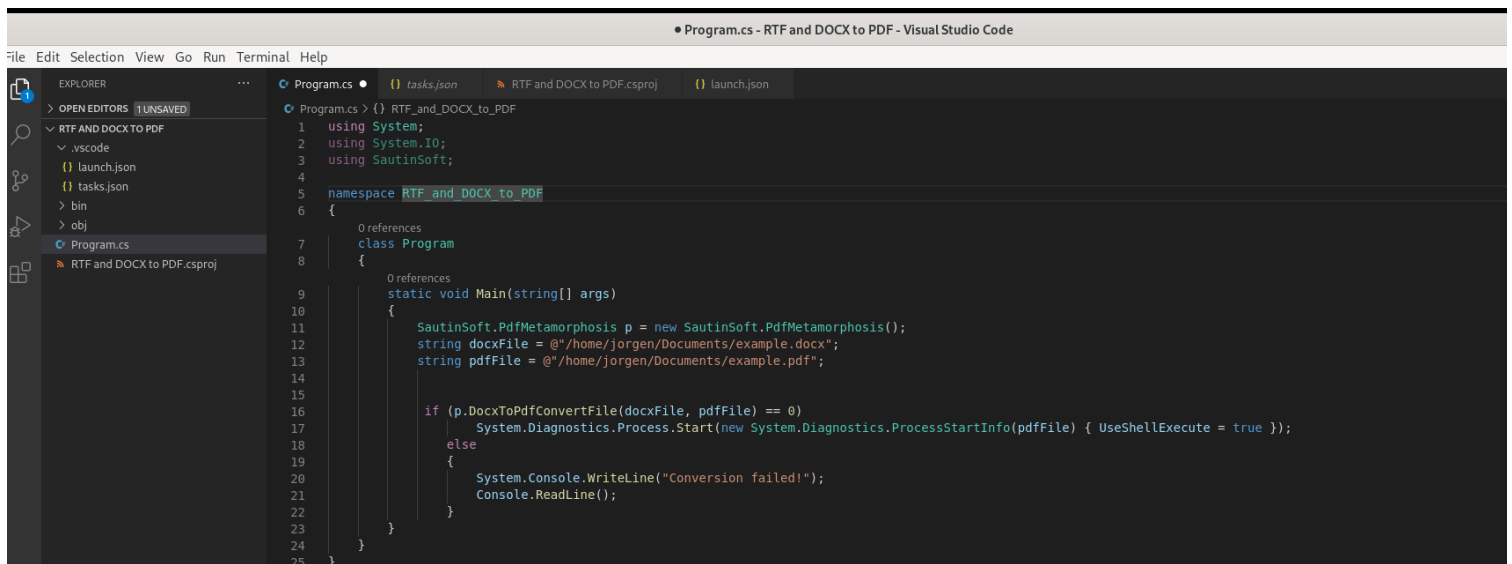 ● Program.cs - RTF and DOCX to PDF - Visual Studio Code
File Edit Selection View Go Run Terminal Help
EXPLORER ···
OPEN EDITORS 1 UNSAVED
RTF AND DOCX TO PDF
.vscode
{} launch.json
{} tasks.json
> bin
> obj
Program.cs
RTF and DOCX to PDF.csproj
1
Program.cs ● {} tasks.json RTF and DOCX to PDF.csproj {} launch.json
Program.cs > {} RTF_and_DOCX_to_PDF
1 using System;
2 using System.IO;
3 using SautinSoft;
4
5 namespace RTF_and_DOCX_to_PDF
6 {
0 references
7 class Program
8 {
0 references
9 static void Main(string[] args)
10 {
11 SautinSoft.PdfMetamorphosis p = new SautinSoft.PdfMetamorphosis();
12 string docxFile = @"/home/jorgen/Documents/example.docx";
13 string pdfFile = @"/home/jorgen/Documents/example.pdf";
14
15
16 if (p.DocxToPdfConvertFile(docxFile, pdfFile) == 0)
17 System.Diagnostics.Process.Start(new System.Diagnostics.ProcessStartInfo(pdfFile) { UseShellExecute = true });
18 else
19 {
20 System.Console.WriteLine("Conversion failed!");
21 Console.ReadLine();
22 }
23 }
24 }
25 }